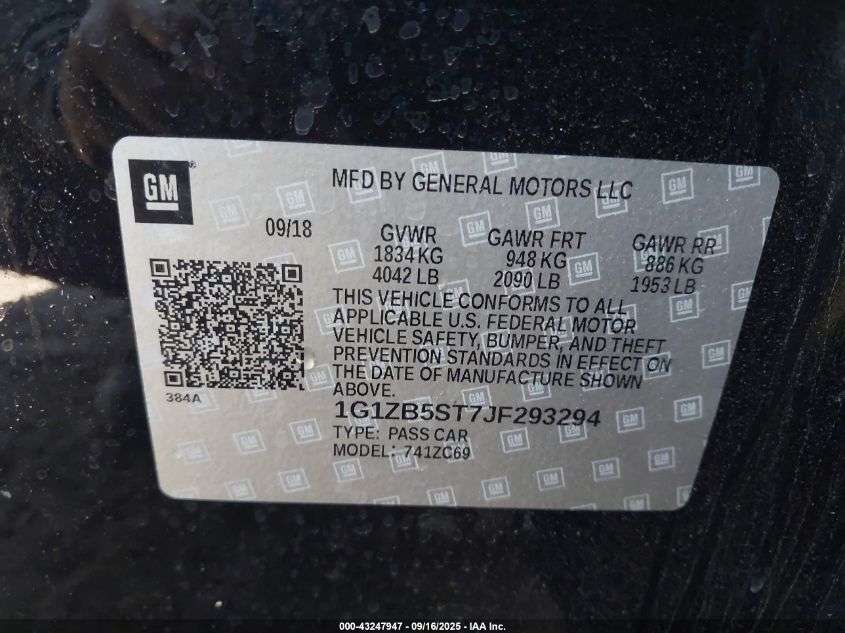 GM
MFD BY GENERAL MOTORS LLC
09/18
GVWR
1834 KG
4042 LB
GAWR FRT
948 KG
2090 LB
GAWR RR
886 KG
1953 LB
THIS VEHICLE CONFORMS TO ALL
APPLICABLE U.S. FEDERAL MOTOR
VEHICLE SAFETY, BUMPER, AND THEFT
PREVENTION STANDARDS IN EFFECT ON
THE DATE OF MANUFACTURE SHOWN
ABOVE.
384A
1G1ZB5ST7JF293294
TYPE: PASS CAR
MODEL: 741ZC69
000-43247947 - 09/16/2025 - IAA Inc.